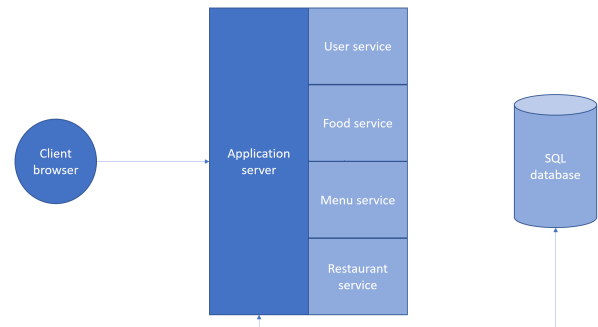 Client
browser
Application
server
User service
Food service
Menu service
Restaurant
service
SQL
database